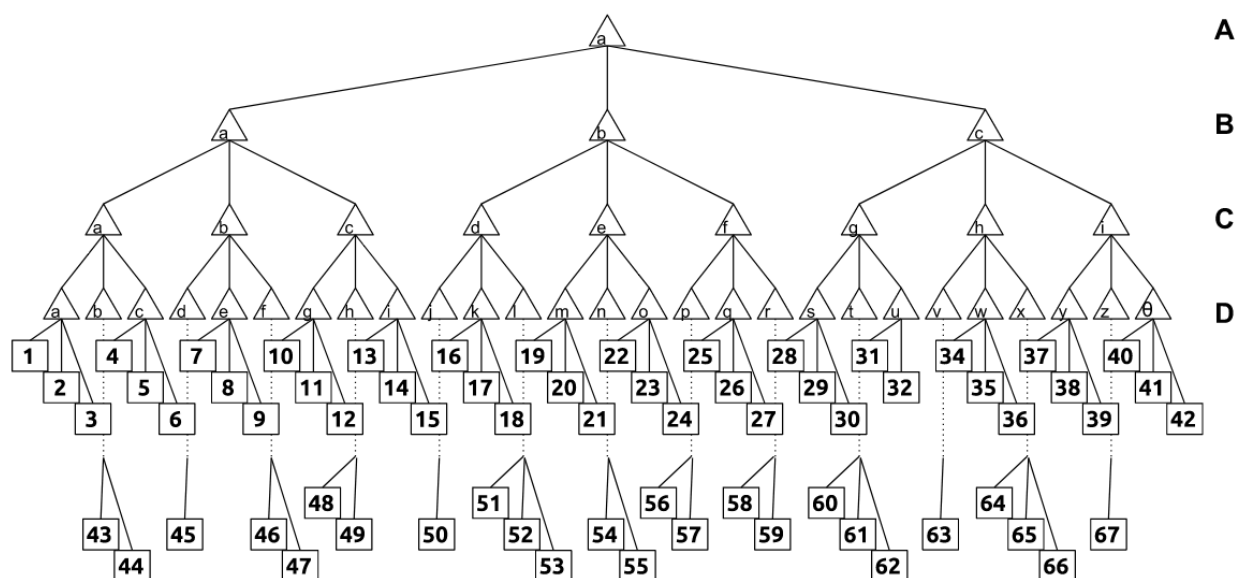 a A
a b c B
a b c d e f g h i C
a b c d e f g h i j k l m n o p q r s t u v w x y z θ D
1 4 7 10 13 16 19 22 25 28 31 34 37 40
2 5 8 11 14 17 20 23 26 29 32 35 38 41
3 6 9 12 15 18 21 24 27 30 36 39 42
48 51 56 58 60 64
43 45 46 49 50 52 54 57 59 61 63 65 67
44 47 53 55 62 66